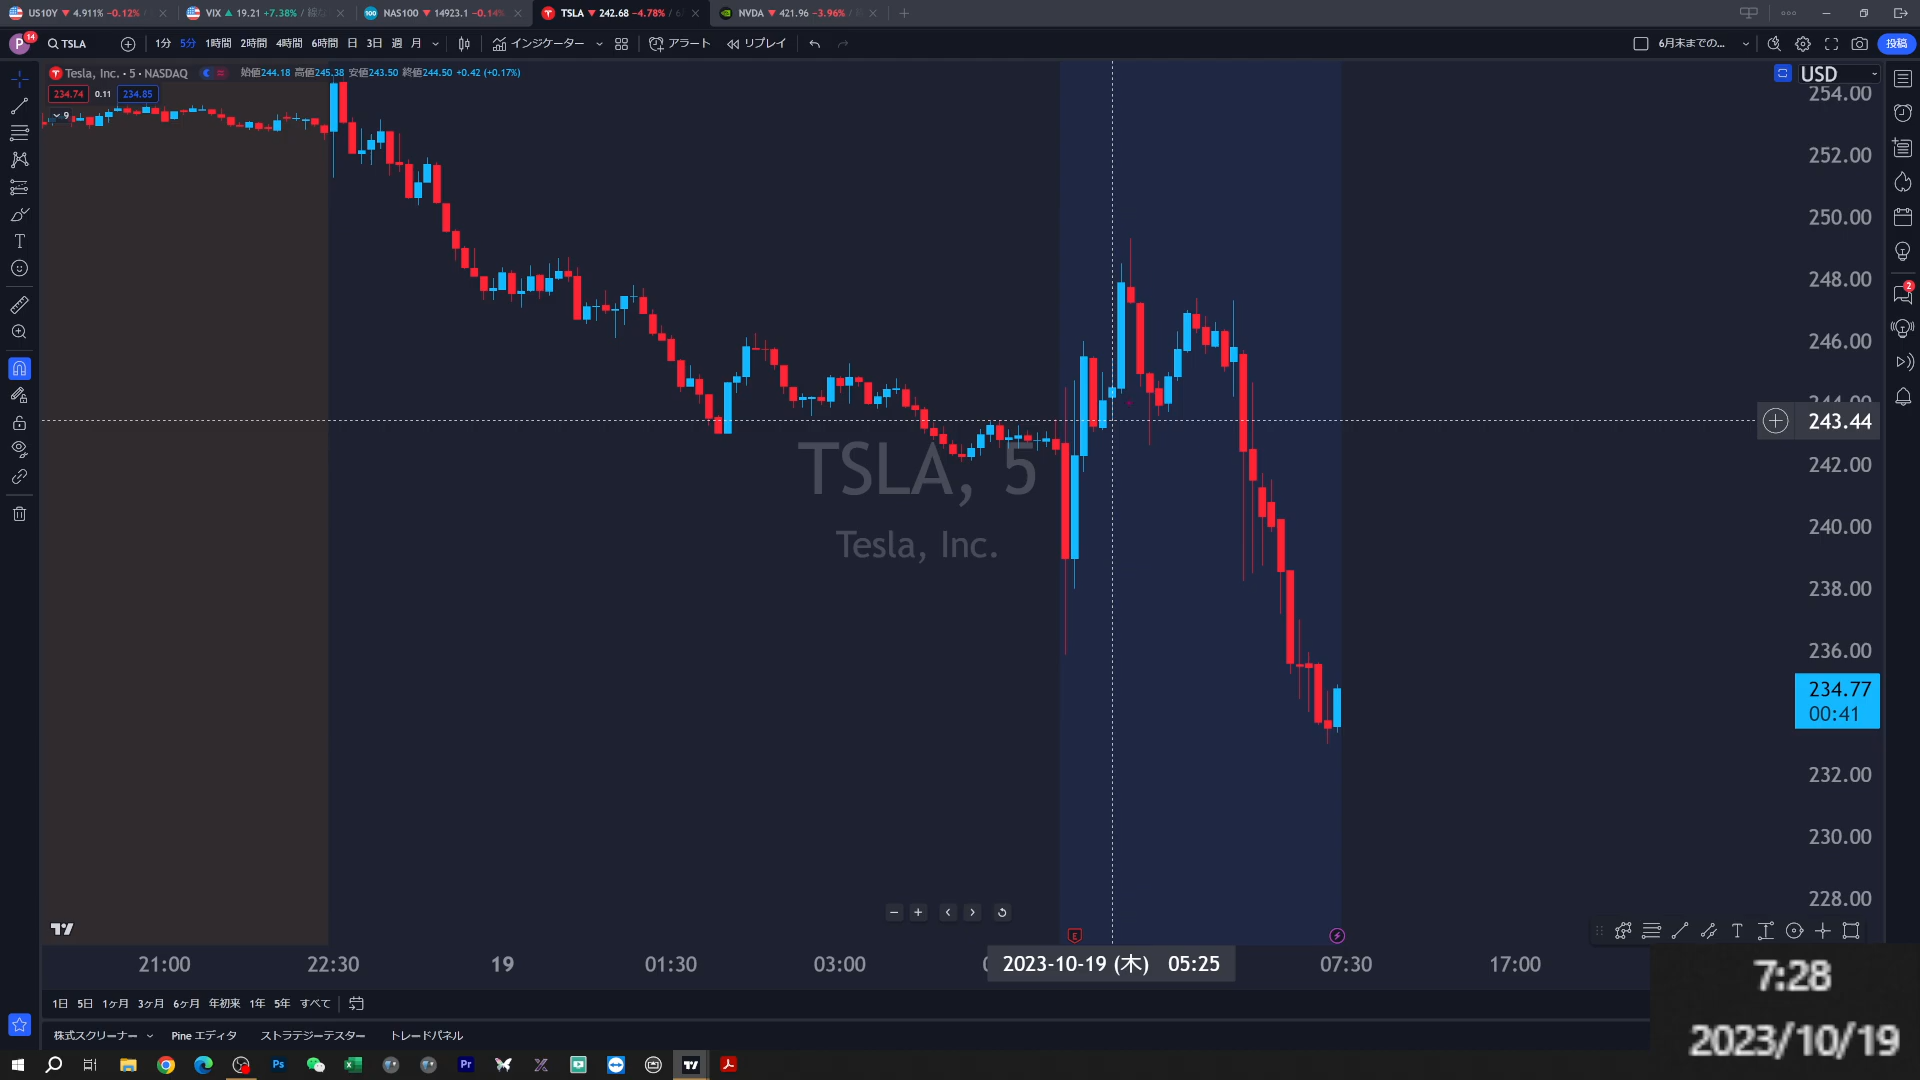 US10Y ▼ 4.911% −0.12% /
VIX ▲ 19.21 +7.38% /
NAS100 ▼ 14923.1 −0.14%
TSLA ▼ 242.68 −4.78% / 6
NVDA ▼ 421.96 −3.96% /
P 14 TSLA 1分 5分 1時間 2時間 4時間 6時間 日 3日 週 月 インジケーター アラート リプレイ 6月末までの... 投稿
Tesla, Inc. • 5 • NASDAQ 始値244.18 高値245.38 安値243.50 終値244.50 +0.42 (+0.17%)
USD
234.74 0.11 234.85
9
254.00
252.00
250.00
248.00
2
246.00
244.00
243.44
242.00
240.00
238.00
236.00
234.77
00:41
232.00
230.00
228.00
TSLA, 5
Tesla, Inc.
E
21:00 22:30 19 01:30 03:00 2023-10-19 (木) 05:25 07:30 17:00
1日 5日 1ヶ月 3ヶ月 6ヶ月 年初来 1年 5年 すべて
株式スクリーナー Pine エディタ ストラテジーテスター トレードパネル
7:28
2023/10/19
Ps Pr